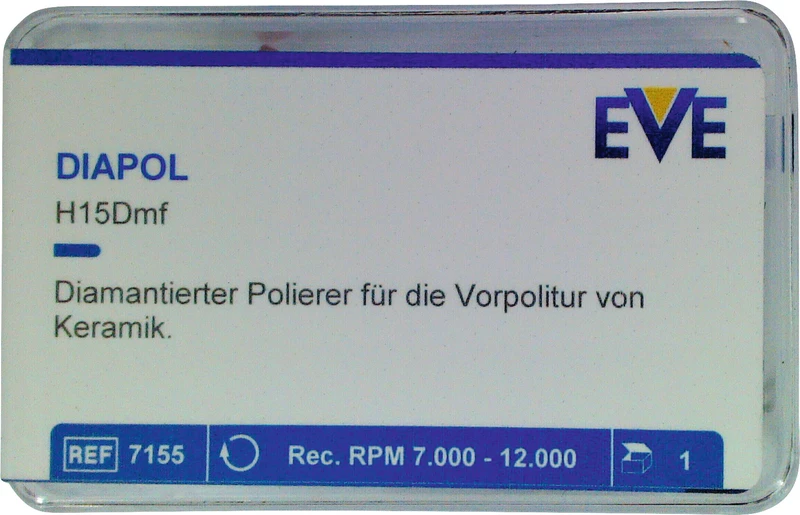 EVE
DIAPOL
H15Dmf
Diamantierter Polierer für die Vorpolitur von
Keramik.
REF 7155 Rec. RPM 7.000 - 12.000 1